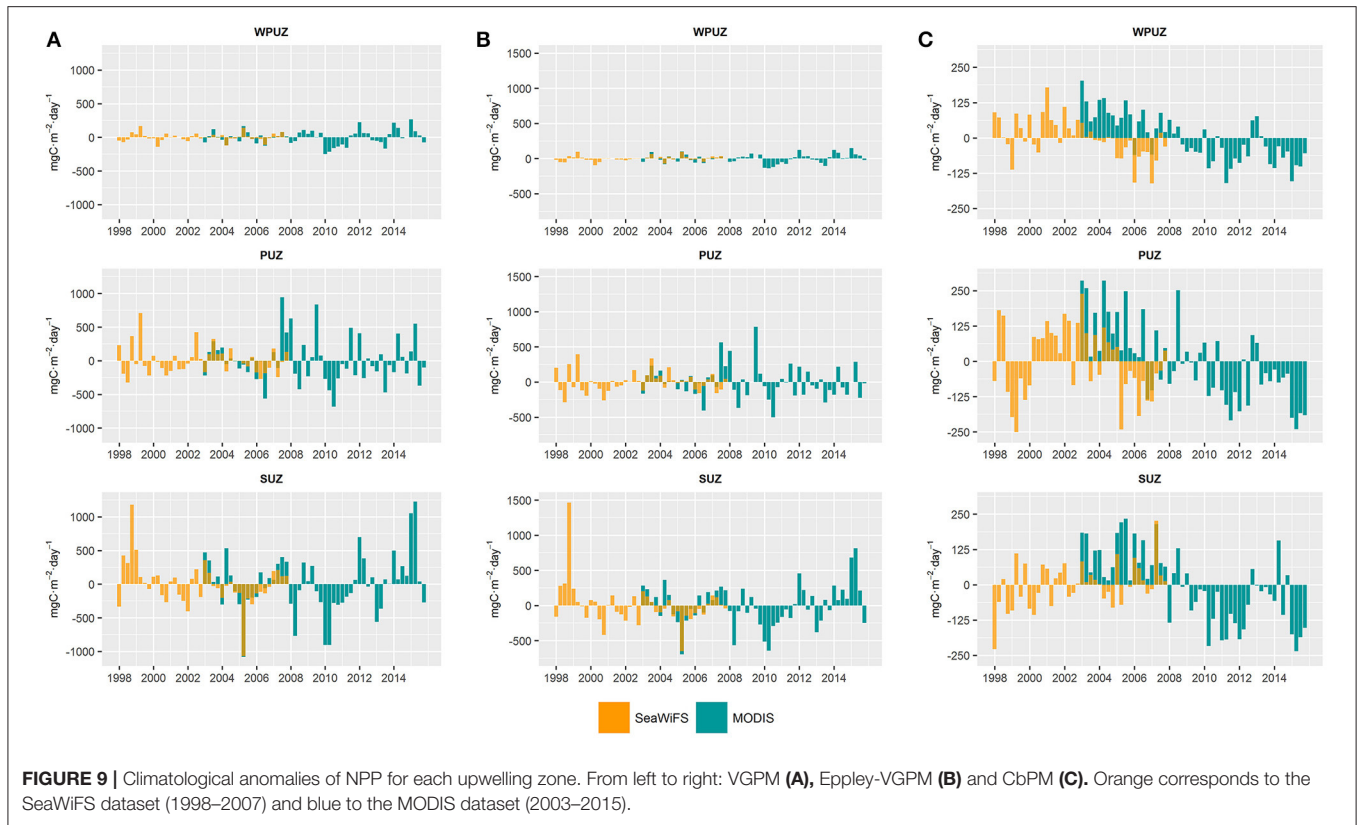 A
WPUZ
1000
500
0
-500
-1000
mgC·m⁻²·day⁻¹
1998 2000 2002 2004 2006 2008 2010 2012 2014
PUZ
1000
500
0
-500
-1000
mgC·m⁻²·day⁻¹
1998 2000 2002 2004 2006 2008 2010 2012 2014
SUZ
1000
500
0
-500
-1000
mgC·m⁻²·day⁻¹
1998 2000 2002 2004 2006 2008 2010 2012 2014
B
WPUZ
1500
1000
500
0
-500
mgC·m⁻²·day⁻¹
1998 2000 2002 2004 2006 2008 2010 2012 2014
PUZ
1500
1000
500
0
-500
mgC·m⁻²·day⁻¹
1998 2000 2002 2004 2006 2008 2010 2012 2014
SUZ
1500
1000
500
0
-500
mgC·m⁻²·day⁻¹
1998 2000 2002 2004 2006 2008 2010 2012 2014
C
WPUZ
250
125
0
-125
-250
mgC·m⁻²·day⁻¹
1998 2000 2002 2004 2006 2008 2010 2012 2014
PUZ
250
125
0
-125
-250
mgC·m⁻²·day⁻¹
1998 2000 2002 2004 2006 2008 2010 2012 2014
SUZ
250
125
0
-125
-250
mgC·m⁻²·day⁻¹
1998 2000 2002 2004 2006 2008 2010 2012 2014
SeaWiFS MODIS
FIGURE 9 | Climatological anomalies of NPP for each upwelling zone. From left to right: VGPM (A), Eppley-VGPM (B) and CbPM (C). Orange corresponds to the
SeaWiFS dataset (1998–2007) and blue to the MODIS dataset (2003–2015).